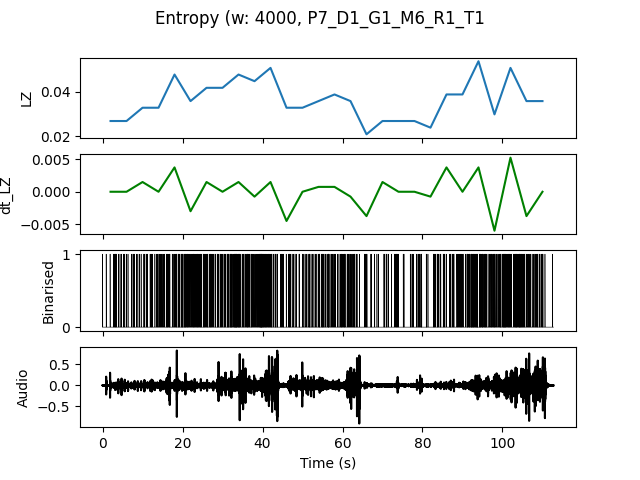 Entropy (w: 4000, P7_D1_G1_M6_R1_T1
0.04
0.02
LZ
0.005
0.000
−0.005
dt_LZ
1
0
Binarised
0.5
0.0
−0.5
Audio
0 20 40 60 80 100
Time (s)